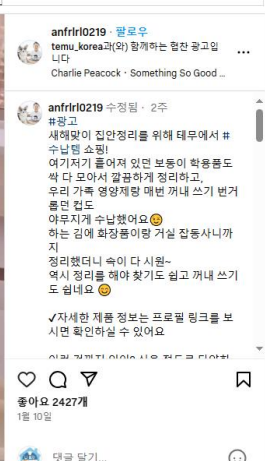 anfrlrl0219 · 팔로우
temu_korea과(와) 함께하는 협찬 광고입
니다
Charlie Peacock · Something So Good ...
anfrlrl0219 수정됨 · 2주
#광고
새해맞이 집안정리를 위해 테무에서 #
수납템 쇼핑!
여기저기 흩어져 있던 보동이 학용품도
싹 다 모아서 깔끔하게 정리하고,
우리 가족 영양제랑 매번 꺼내 쓰기 번거
롭던 컵도
야무지게 수납했어요😉
하는 김에 화장품이랑 거실 잡동사니까
지
정리했더니 속이 다 시원~
역시 정리를 해야 찾기도 쉽고 꺼내 쓰기
도 쉽네요 😊
✔자세한 제품 정보는 프로필 링크를 보
시면 확인하실 수 있어요
좋아요 2427개
1월 10일
댓글 달기...